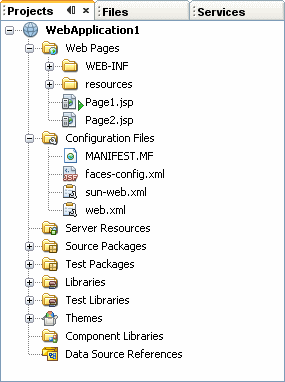 Projects
Files
Services
WebApplication1
Web Pages
WEB-INF
resources
Page1.jsp
Page2.jsp
Configuration Files
MANIFEST.MF
faces-config.xml
sun-web.xml
web.xml
Server Resources
Source Packages
Test Packages
Libraries
Test Libraries
Themes
Component Libraries
Data Source References